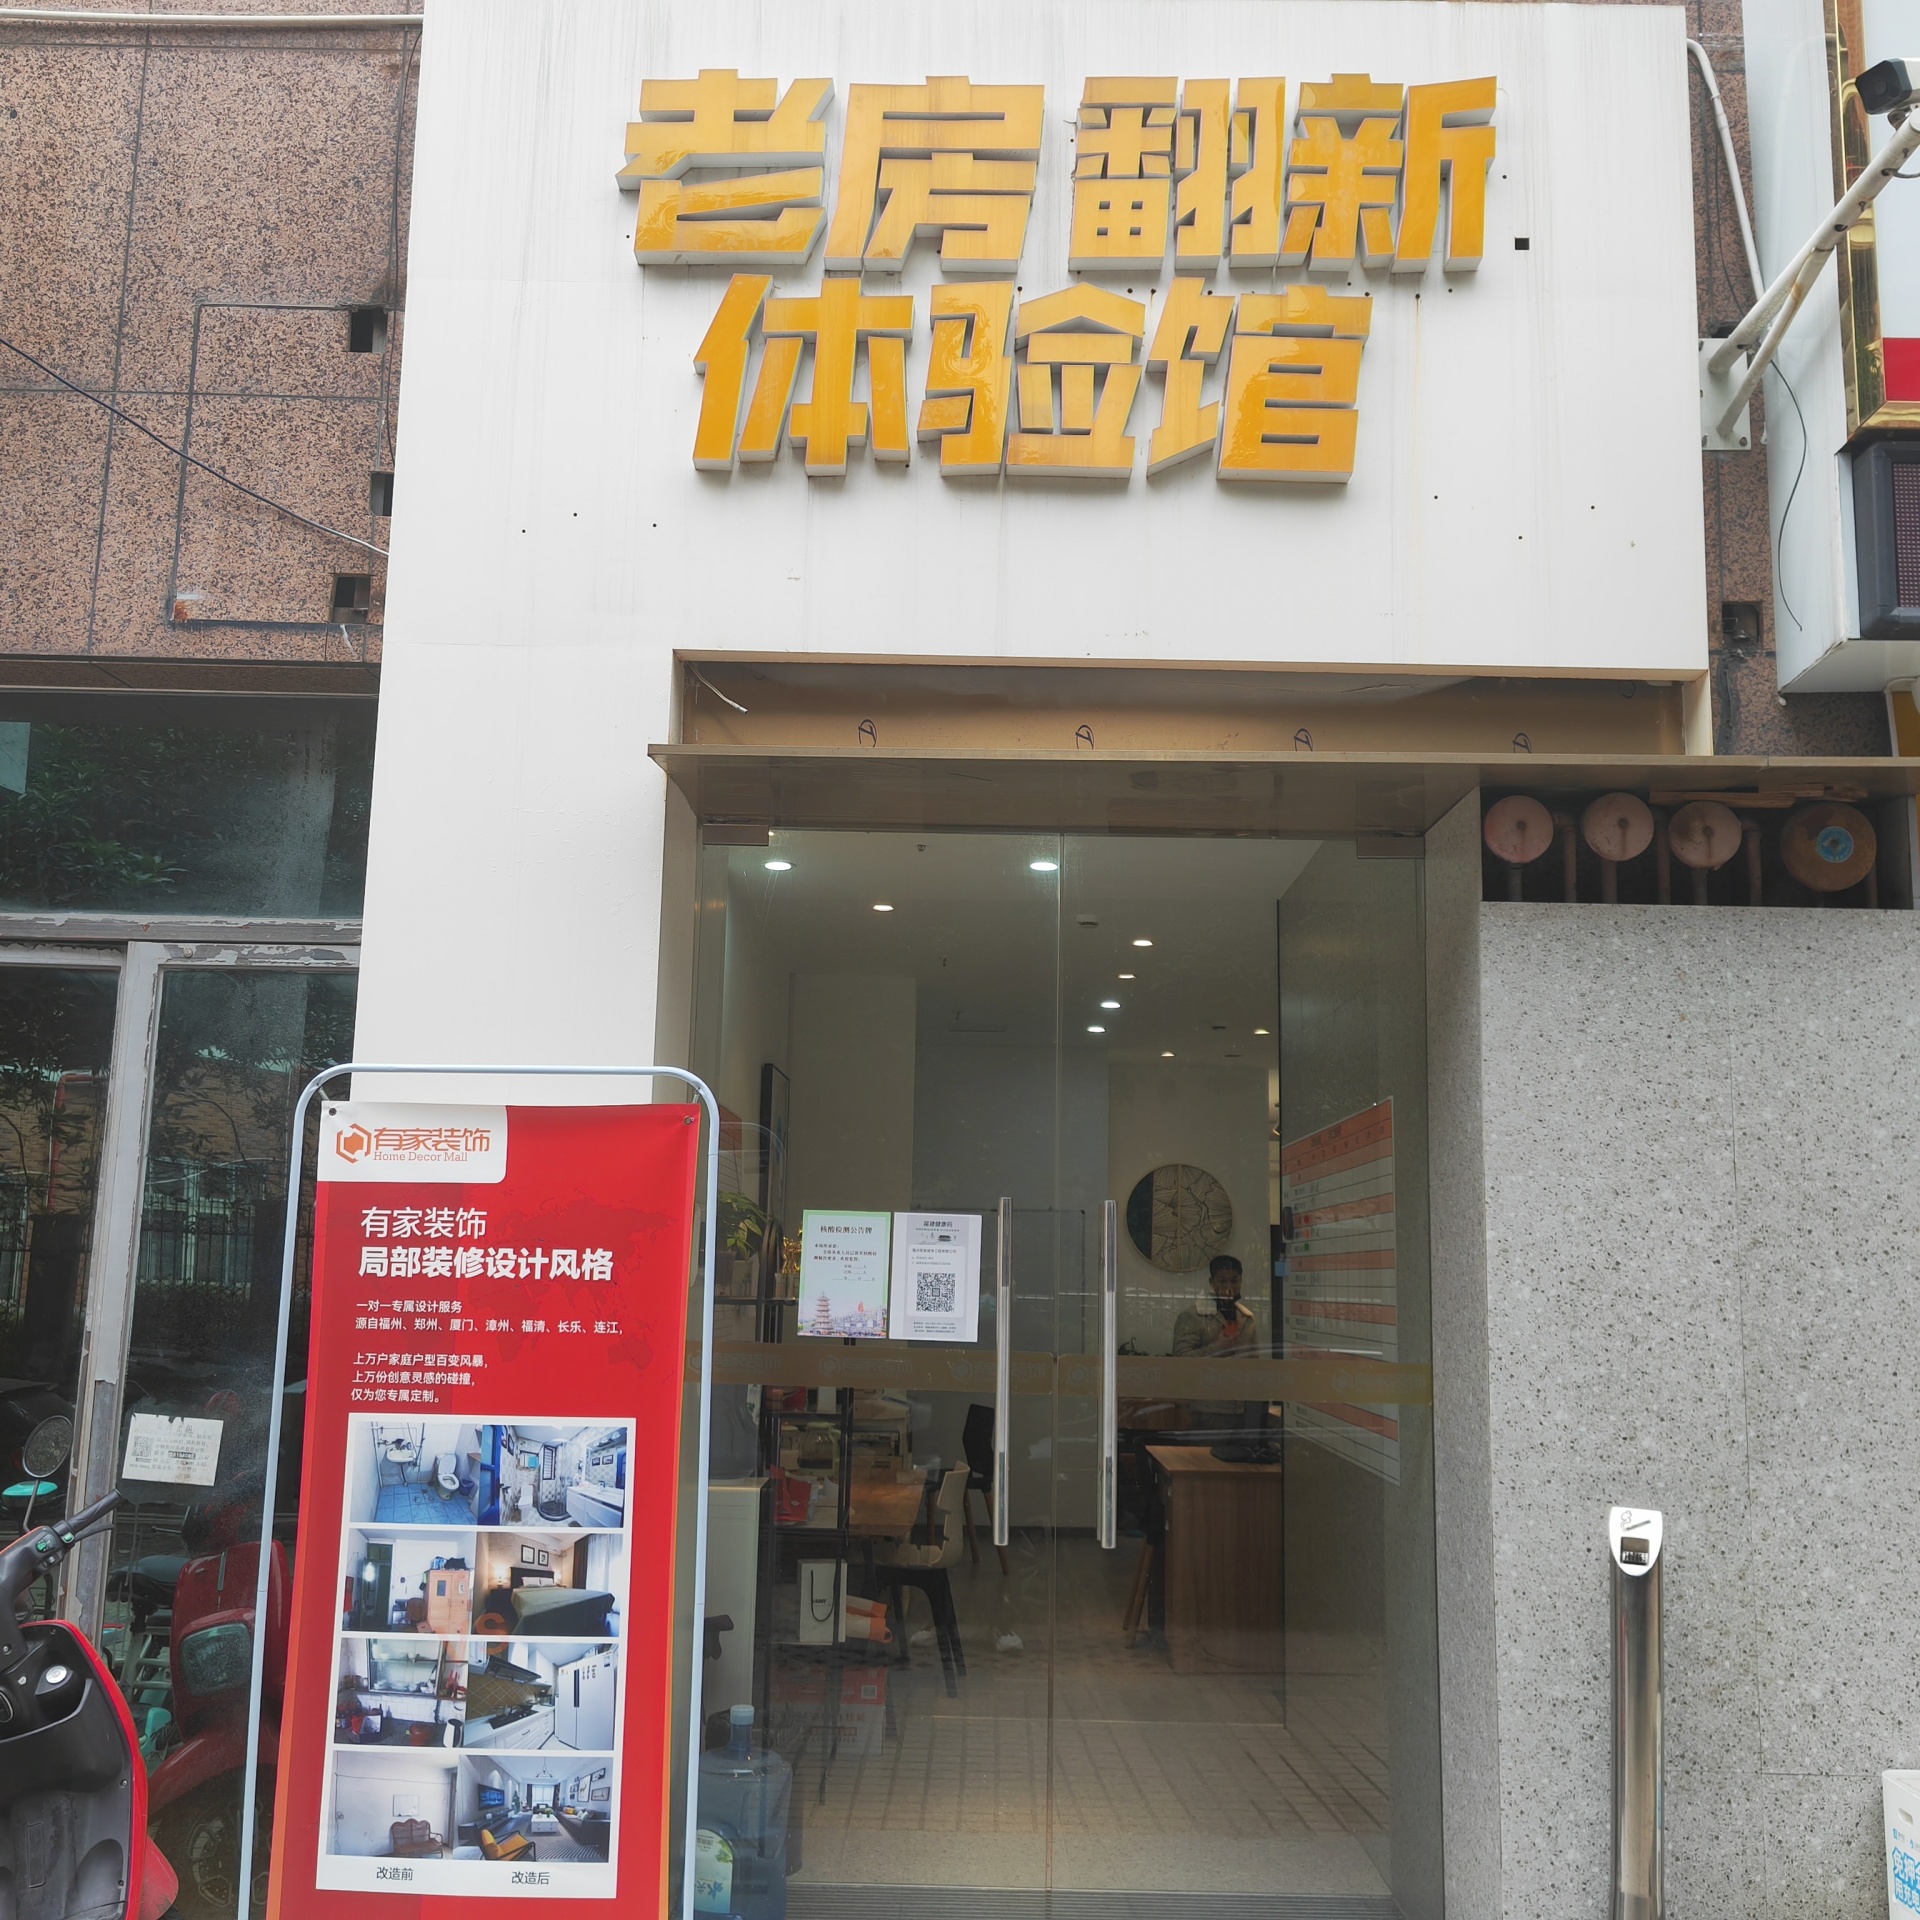 老房翻新
体验馆
有家装饰
Home Decor Mall
有家装饰
局部装修设计风格
一对一专属设计服务
源自福州、郑州、厦门、漳州、福清、长乐、连江,
上万户家庭户型百变风暴,
上万份创意灵感的碰撞,
仅为您专属定制。
改造前
改造后
核酸检测公告牌
福建健康码